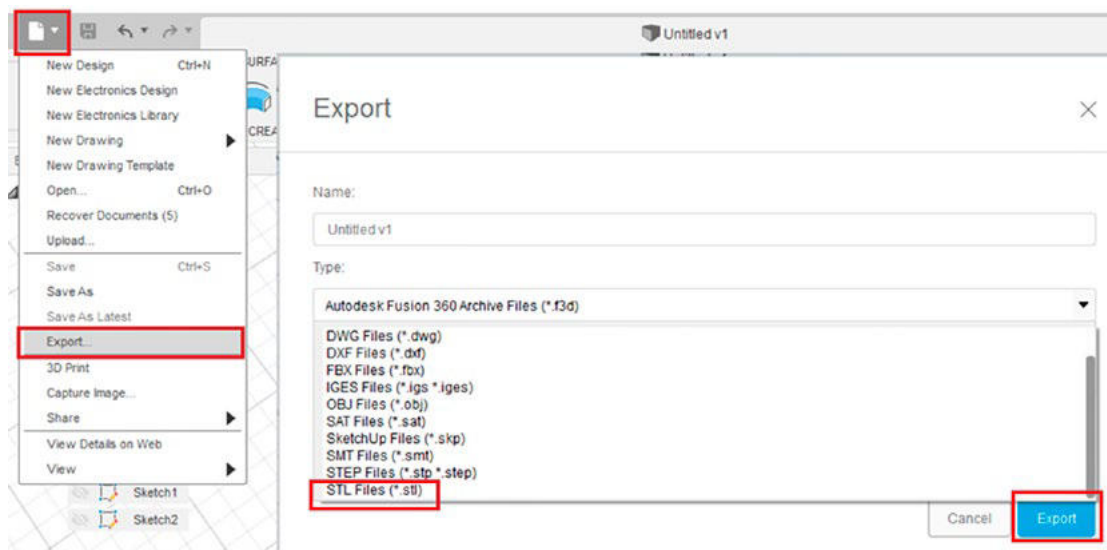 Untitled v1
New Design Ctrl+N
New Electronics Design
New Electronics Library
New Drawing
New Drawing Template
Open... Ctrl+O
Recover Documents (5)
Upload...
Save Ctrl+S
Save As
Save As Latest
Export...
3D Print
Capture Image...
Share
View Details on Web
View
Sketch1
Sketch2
URFA
CREA
Export
Name:
Untitled v1
Type:
Autodesk Fusion 360 Archive Files (*.f3d)
DWG Files (*.dwg)
DXF Files (*.dxf)
FBX Files (*.fbx)
IGES Files (*.igs *.iges)
OBJ Files (*.obj)
SAT Files (*.sat)
SketchUp Files (*.skp)
SMT Files (*.smt)
STEP Files (*.stp *.step)
STL Files (*.stl)
Cancel Export